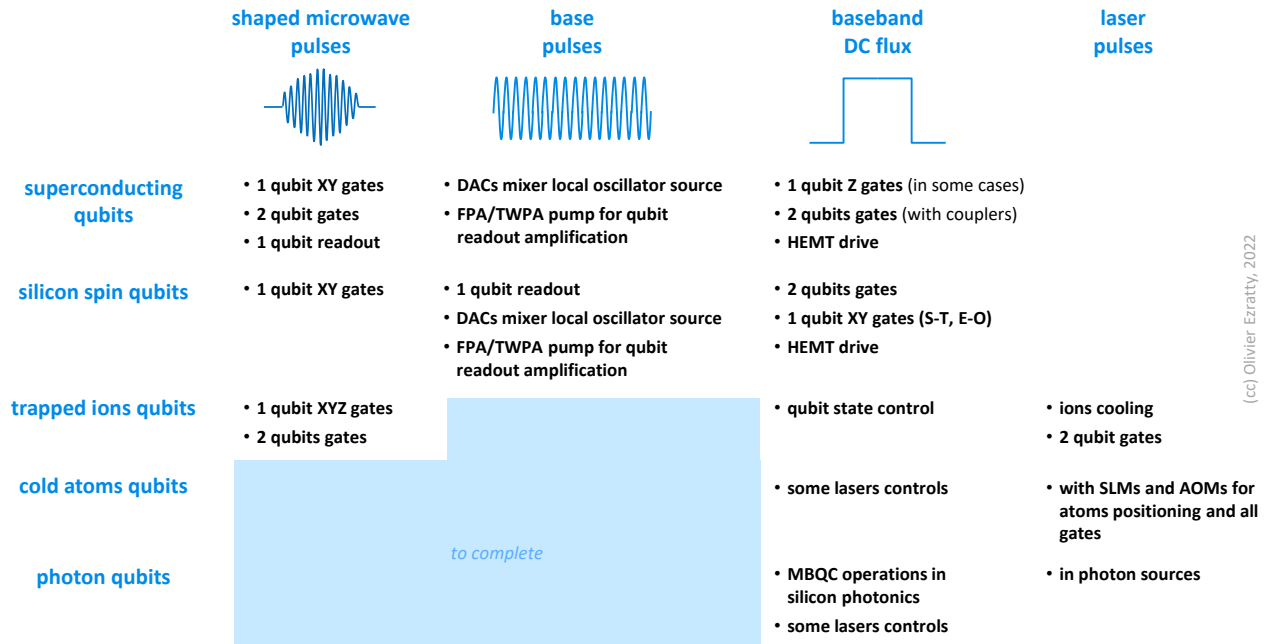 shaped microwave
pulses
base
pulses
baseband
DC flux
laser
pulses
superconducting
qubits
• 1 qubit XY gates
• 2 qubit gates
• 1 qubit readout
• DACs mixer local oscillator source
• FPA/TWPA pump for qubit
readout amplification
• 1 qubit Z gates (in some cases)
• 2 qubits gates (with couplers)
• HEMT drive
silicon spin qubits
• 1 qubit XY gates
• 1 qubit readout
• DACs mixer local oscillator source
• FPA/TWPA pump for qubit
readout amplification
• 2 qubits gates
• 1 qubit XY gates (S-T, E-O)
• HEMT drive
trapped ions qubits
• 1 qubit XYZ gates
• 2 qubits gates
• qubit state control
• ions cooling
• 2 qubit gates
cold atoms qubits
• some lasers controls
• with SLMs and AOMs for
atoms positioning and all
gates
to complete
photon qubits
• MBQC operations in
silicon photonics
• some lasers controls
• in photon sources
(cc) Olivier Ezratty, 2022